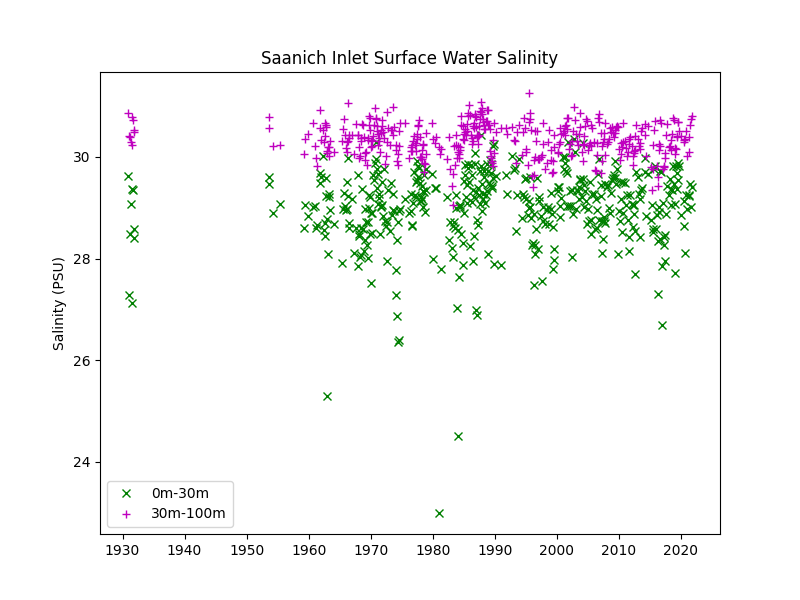 Saanich Inlet Surface Water Salinity
Salinity (PSU)
30
28
26
24
0m-30m
30m-100m
1930 1940 1950 1960 1970 1980 1990 2000 2010 2020